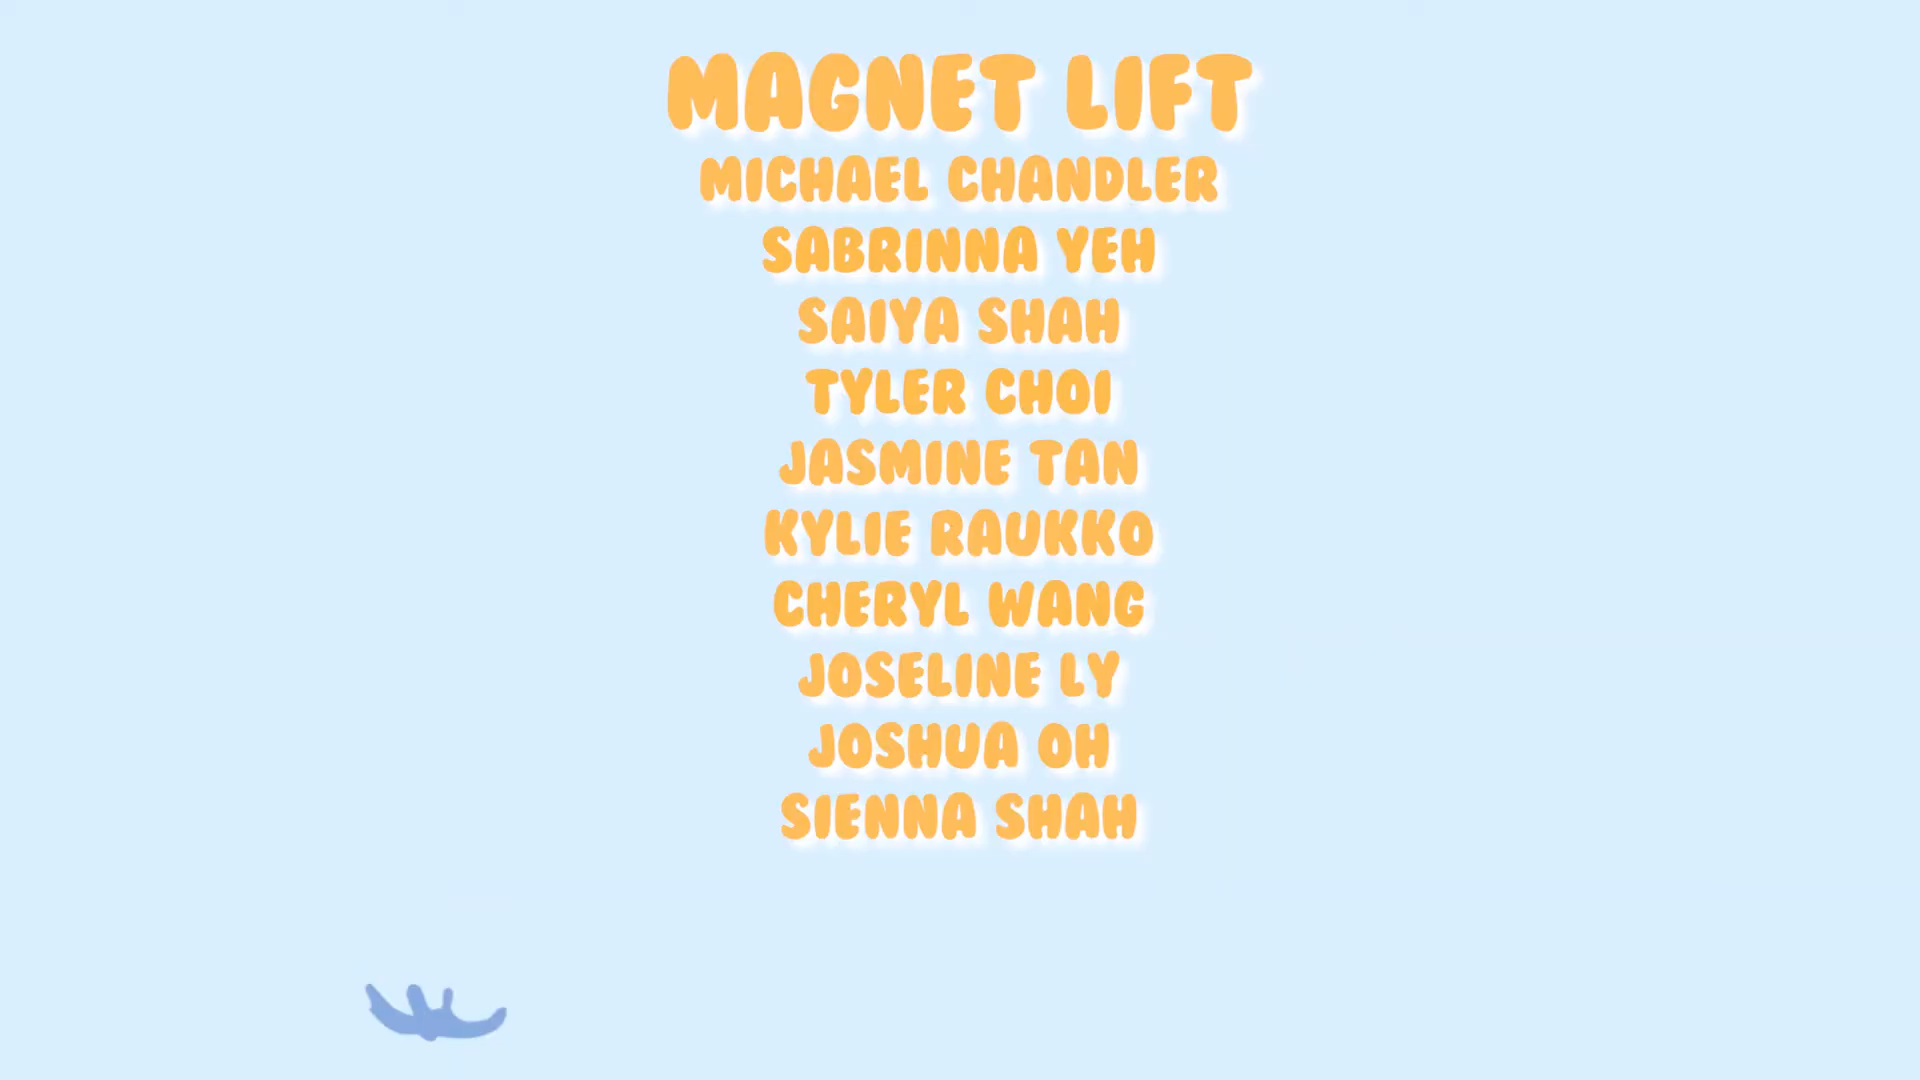 MAGNET LIFT
MICHAEL CHANDLER
SABRINNA YEH
SAIYA SHAH
TYLER CHOI
JASMINE TAN
KYLIE RAUKKO
CHERYL WANG
JOSELINE LY
JOSHUA OH
SIENNA SHAH